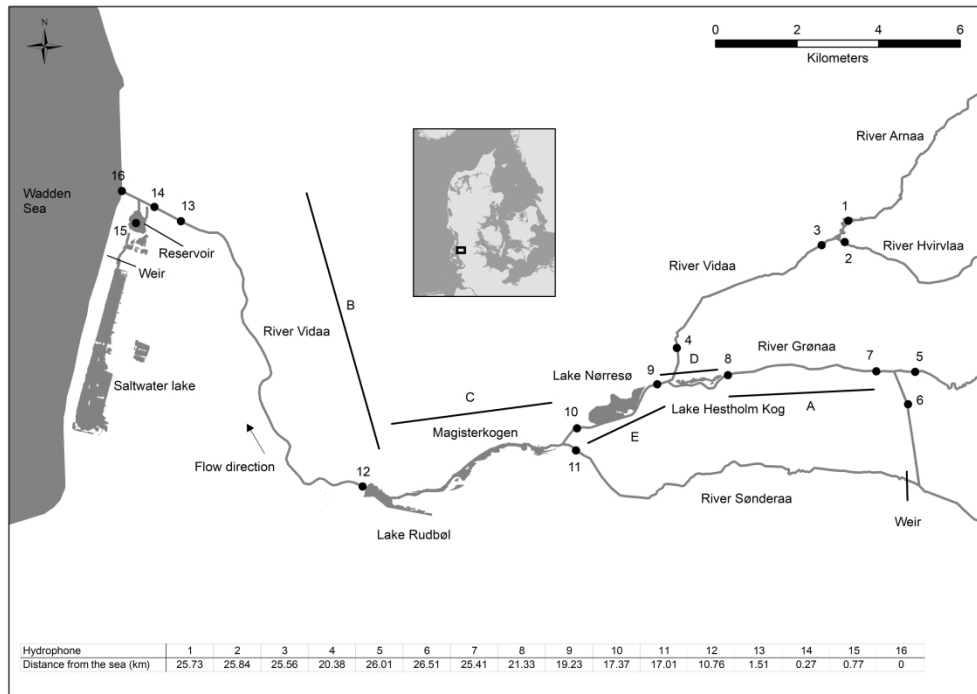 N
0 2 4 6
Kilometers
River Arnaa
Wadden
Sea
16
14
13
15
Reservoir
Weir
1
3
2
River Hvirvlaa
River Vidaa
B
River Vidaa
4
D
8
River Grønaa
7
5
9
Lake Nørresø
Saltwater lake
C
Lake Hestholm Kog
A
6
10
Magisterkogen
E
Flow direction
11
12
River Sønderaa
Weir
Lake Rudbøl
Hydrophone 1 2 3 4 5 6 7 8 9 10 11 12 13 14 15 16
Distance from the sea (km) 25.73 25.84 25.56 20.38 26.01 26.51 25.41 21.33 19.23 17.37 17.01 10.76 1.51 0.27 0.77 0